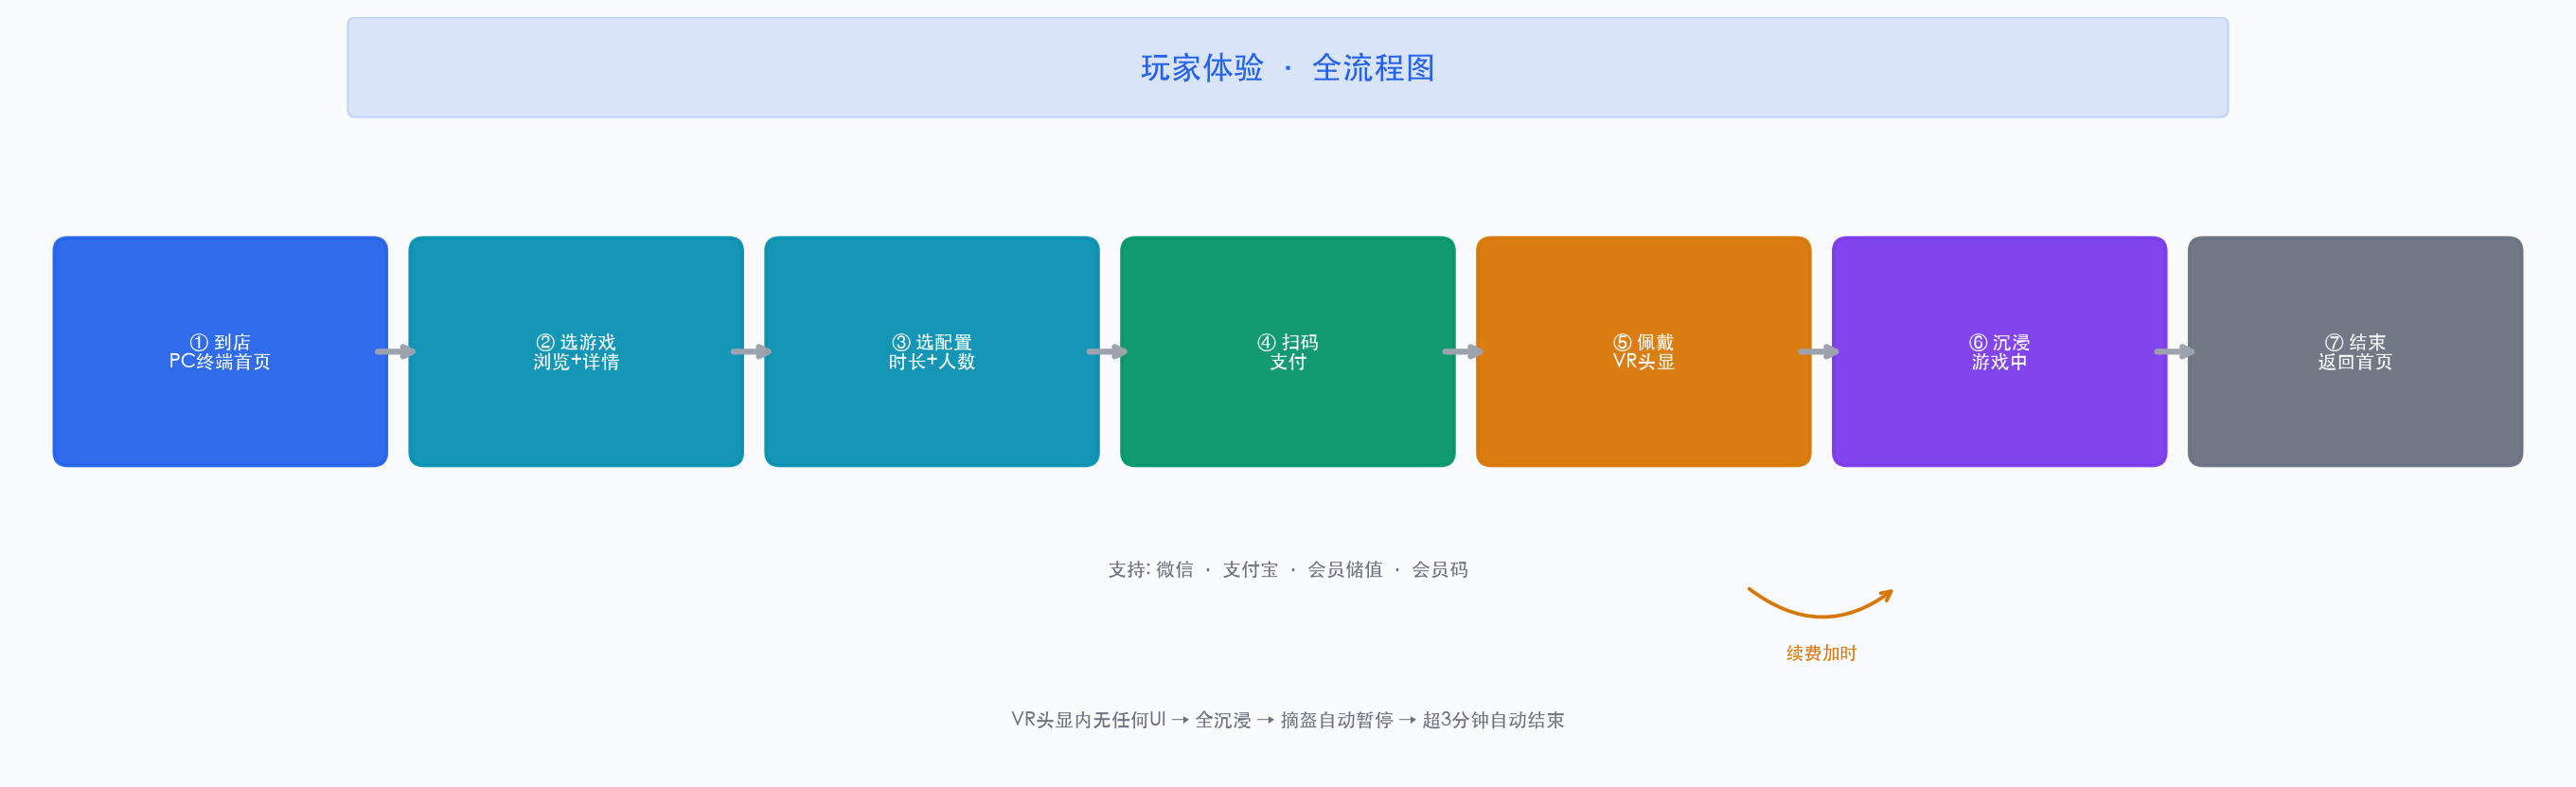 玩家体验 · 全流程图
① 到店
PC终端首页
② 选游戏
浏览+详情
③ 选配置
时长+人数
④ 扫码
支付
⑤ 佩戴
VR头显
⑥ 沉浸
游戏中
⑦ 结束
返回首页
支持: 微信 · 支付宝 · 会员储值 · 会员码
续费加时
VR头显内无任何UI → 全沉浸 → 摘盔自动暂停 → 超3分钟自动结束